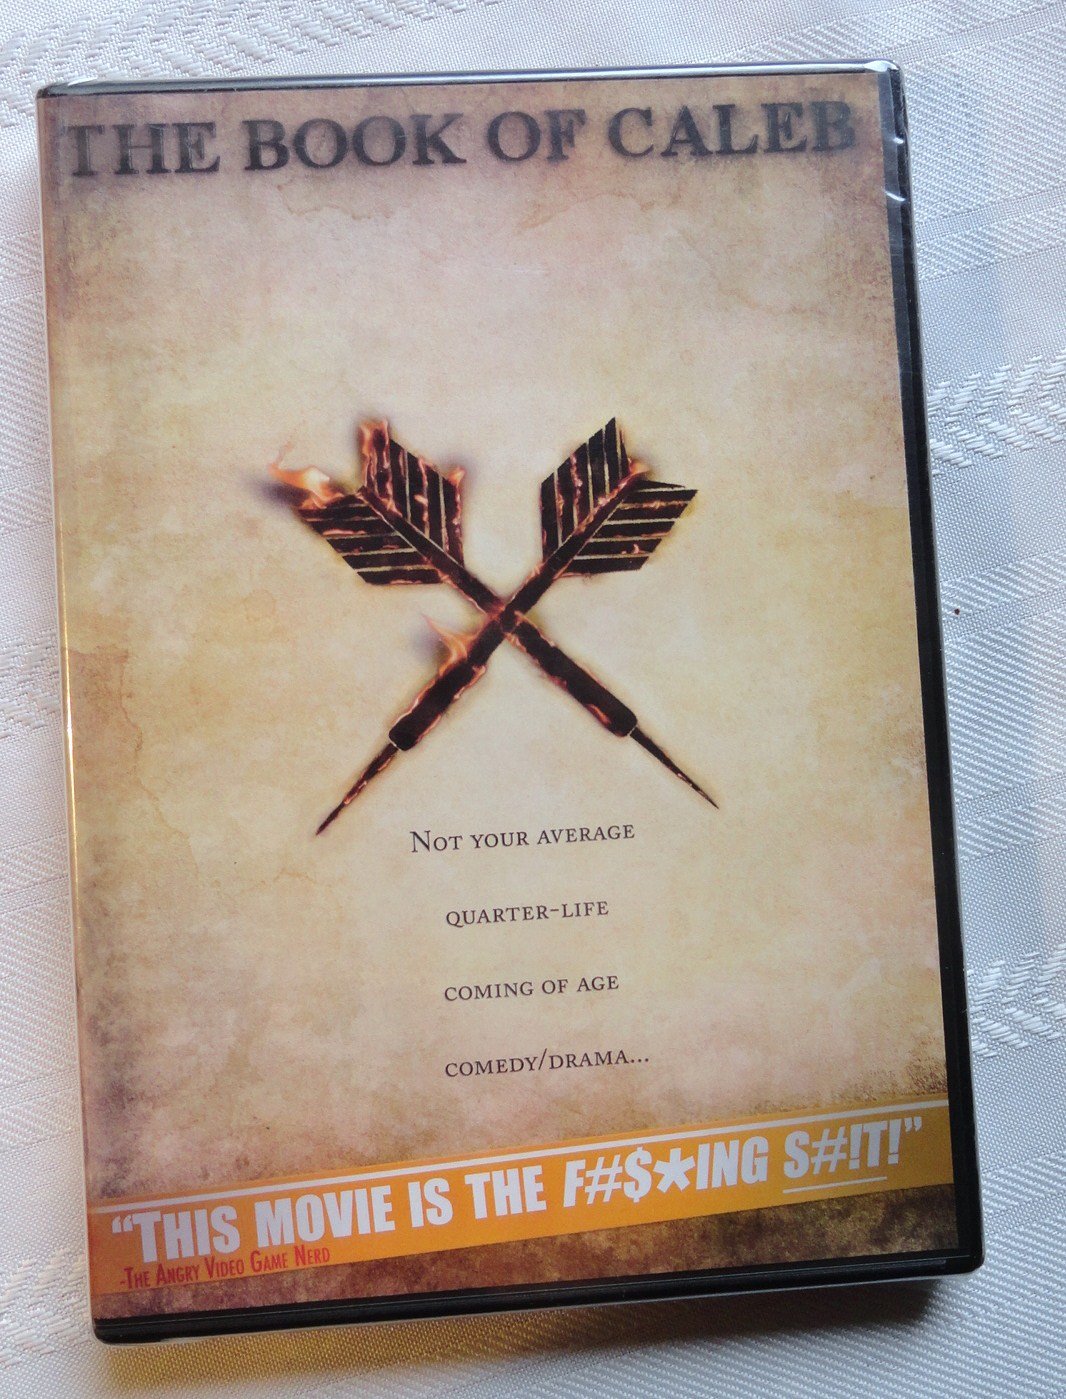 THE BOOK OF CALEB
NOT YOUR AVERAGE
QUARTER-LIFE
COMING OF AGE
COMEDY/DRAMA...
“THIS MOVIE IS THE F#$*ING S#!T!”
-THE ANGRY VIDEO GAME NERD